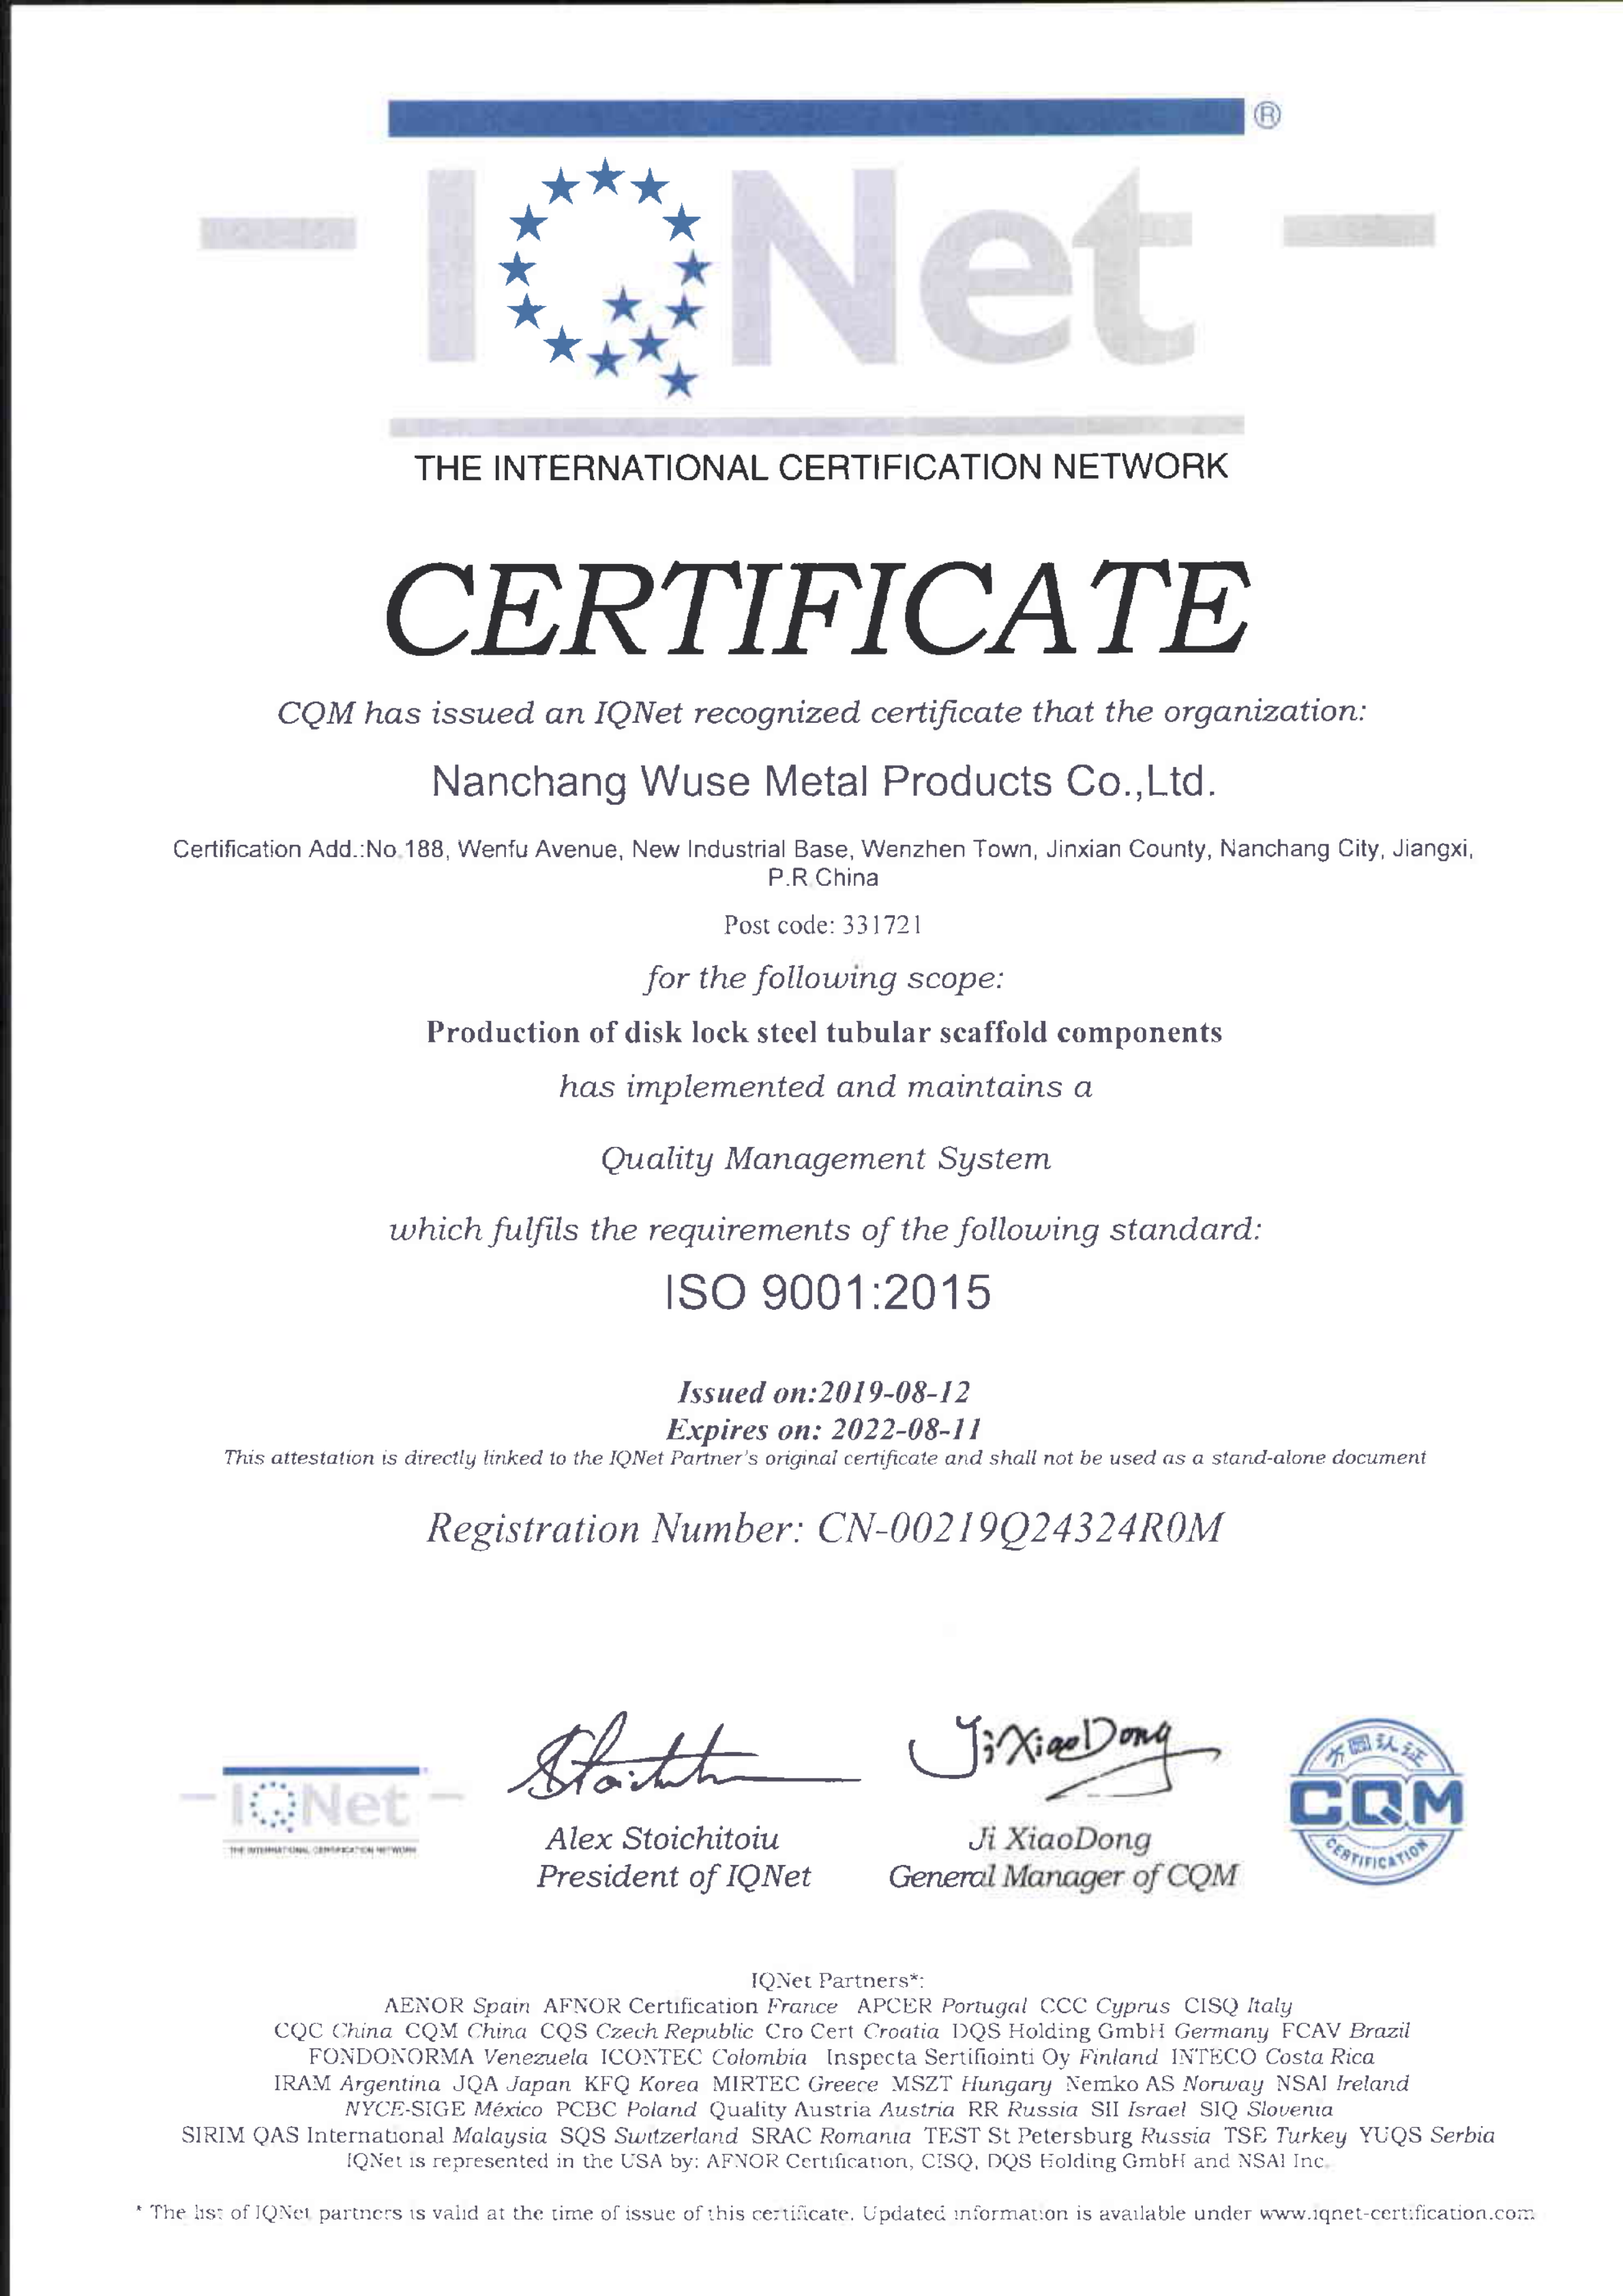 ®
IQNet
THE INTERNATIONAL CERTIFICATION NETWORK
CERTIFICATE
CQM has issued an IQNet recognized certificate that the organization:
Nanchang Wuse Metal Products Co.,Ltd.
Certification Add.:No.188, Wenfu Avenue, New Industrial Base, Wenzhen Town, Jinxian County, Nanchang City, Jiangxi,
P.R.China
Post code: 331721
for the following scope:
Production of disk lock steel tubular scaffold components
has implemented and maintains a
Quality Management System
which fulfils the requirements of the following standard:
ISO 9001:2015
Issued on:2019-08-12
Expires on: 2022-08-11
This attestation is directly linked to the IQNet Partner's original certificate and shall not be used as a stand-alone document
Registration Number: CN-00219Q24324R0M
IQNet
THE INTERNATIONAL CERTIFICATION NETWORK
Stoichit
JiXiaoDong
方圆认证
CQM
CERTIFICATION
Alex Stoichitoiu
President of IQNet
Ji XiaoDong
General Manager of CQM
IQNet Partners*:
AENOR Spain AFNOR Certification France APCER Portugal CCC Cyprus CISQ Italy
CQC China CQM China CQS Czech Republic Cro Cert Croatia DQS Holding GmbH Germany FCAV Brazil
FONDONORMA Venezuela ICONTEC Colombia Inspecta Sertifiointi Oy Finland INTECO Costa Rica
IRAM Argentina JQA Japan KFQ Korea MIRTEC Greece MSZT Hungary Nemko AS Norway NSAI Ireland
NYCE-SIGE México PCBC Poland Quality Austria Austria RR Russia SII Israel SIQ Slovenia
SIRIM QAS International Malaysia SQS Switzerland SRAC Romania TEST St Petersburg Russia TSE Turkey YUQS Serbia
IQNet is represented in the USA by: AFNOR Certification, CISQ, DQS Holding GmbH and NSAI Inc.
* The list of IQNet partners is valid at the time of issue of this certificate. Updated information is available under www.iqnet-certification.com